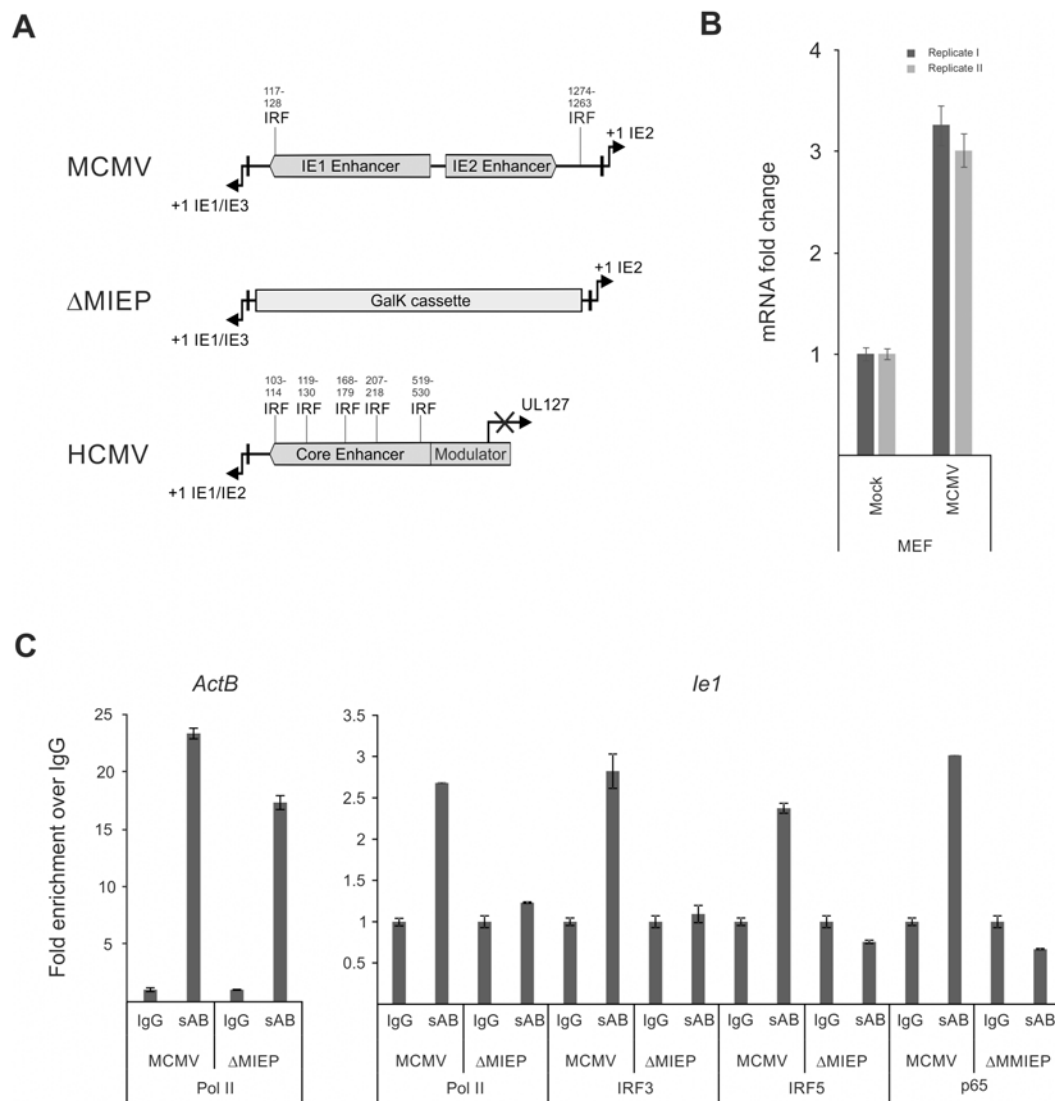 A
117-
128
IRF
1274-
1263
IRF
+1 IE2
MCMV
IE1 Enhancer
IE2 Enhancer
+1 IE1/IE3
+1 IE2
ΔMIEP
GalK cassette
+1 IE1/IE3
103-
114
IRF
119-
130
IRF
168-
179
IRF
207-
218
IRF
519-
530
IRF
UL127
HCMV
Core Enhancer
Modulator
+1 IE1/IE2
B
Replicate I
Replicate II
mRNA fold change
4
3
2
1
Mock
MCMV
MEF
C
ActB
Fold enrichment over IgG
25
20
15
10
5
IgG sAB IgG sAB
MCMV ΔMIEP
Pol II
Ie1
3.5
3
2.5
2
1.5
1
0.5
IgG sAB IgG sAB IgG sAB IgG sAB IgG sAB IgG sAB IgG sAB IgG sAB
MCMV ΔMIEP MCMV ΔMIEP MCMV ΔMIEP MCMV ΔMMIEP
Pol II IRF3 IRF5 p65